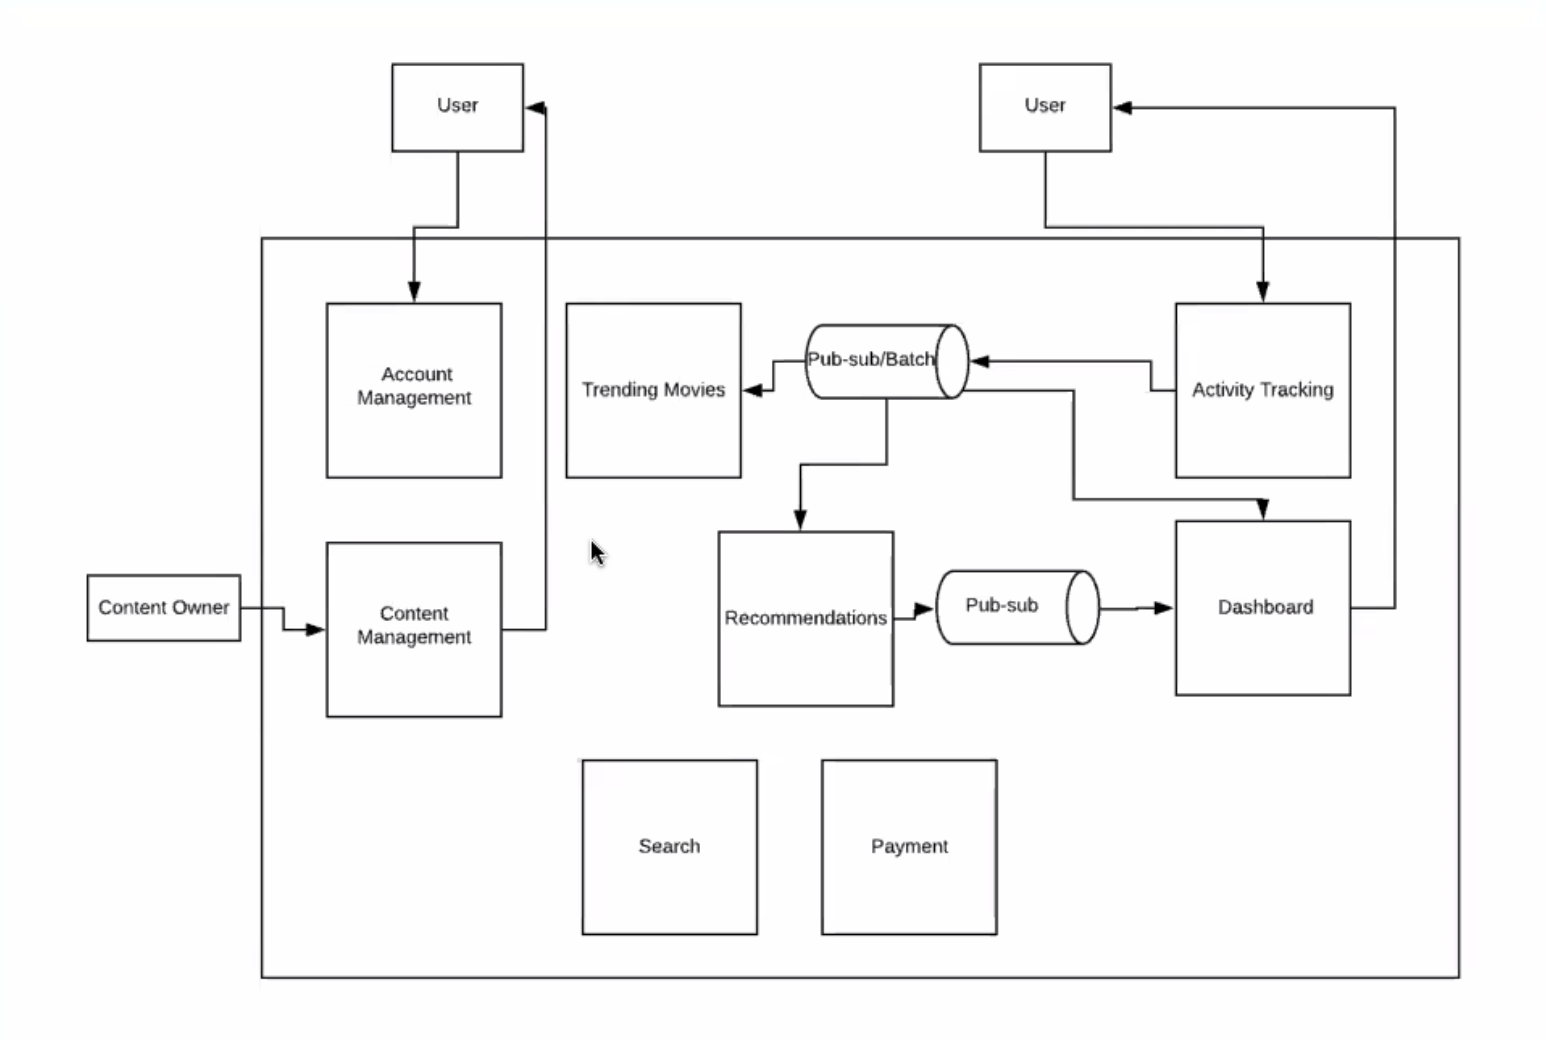 User
User
Account
Management
Trending Movies
Pub-sub/Batch
Activity Tracking
Content Owner
Content
Management
Recommendations
Pub-sub
Dashboard
Search
Payment